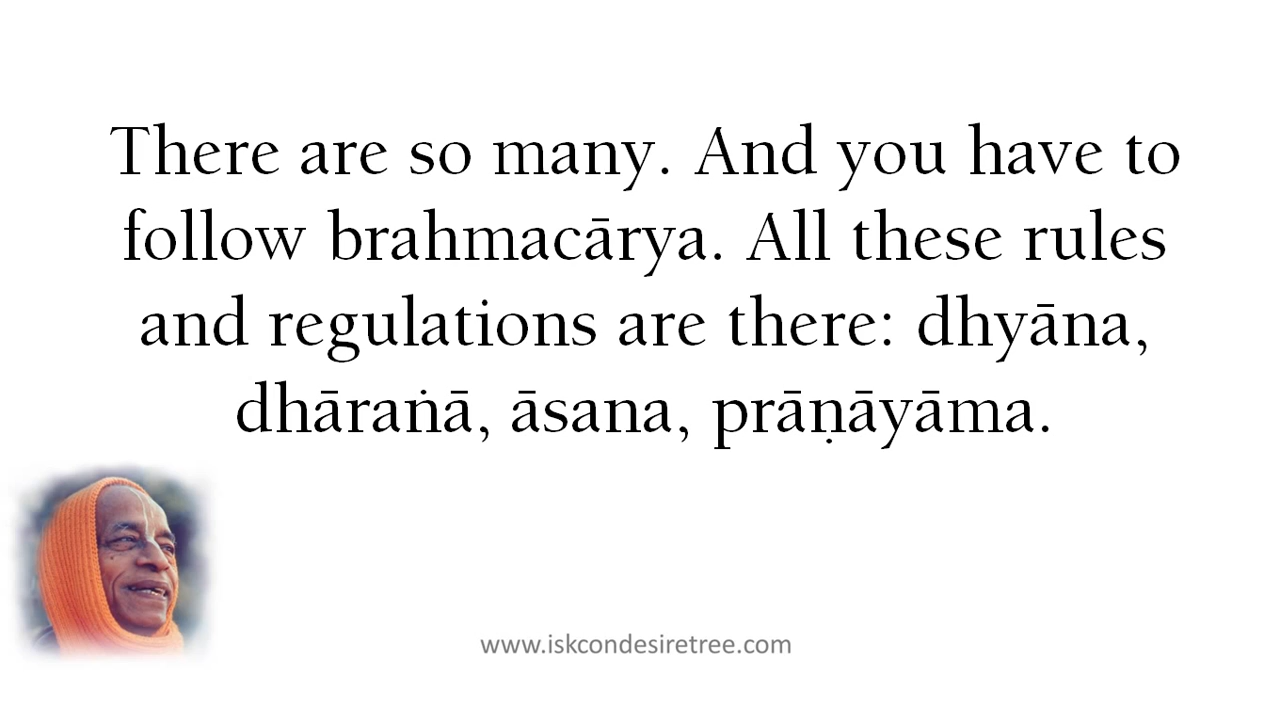 There are so many. And you have to
follow brahmacārya. All these rules
and regulations are there: dhyāna,
dhāraṅā, āsana, prāṇāyāma.
www.iskcondesiretree.com